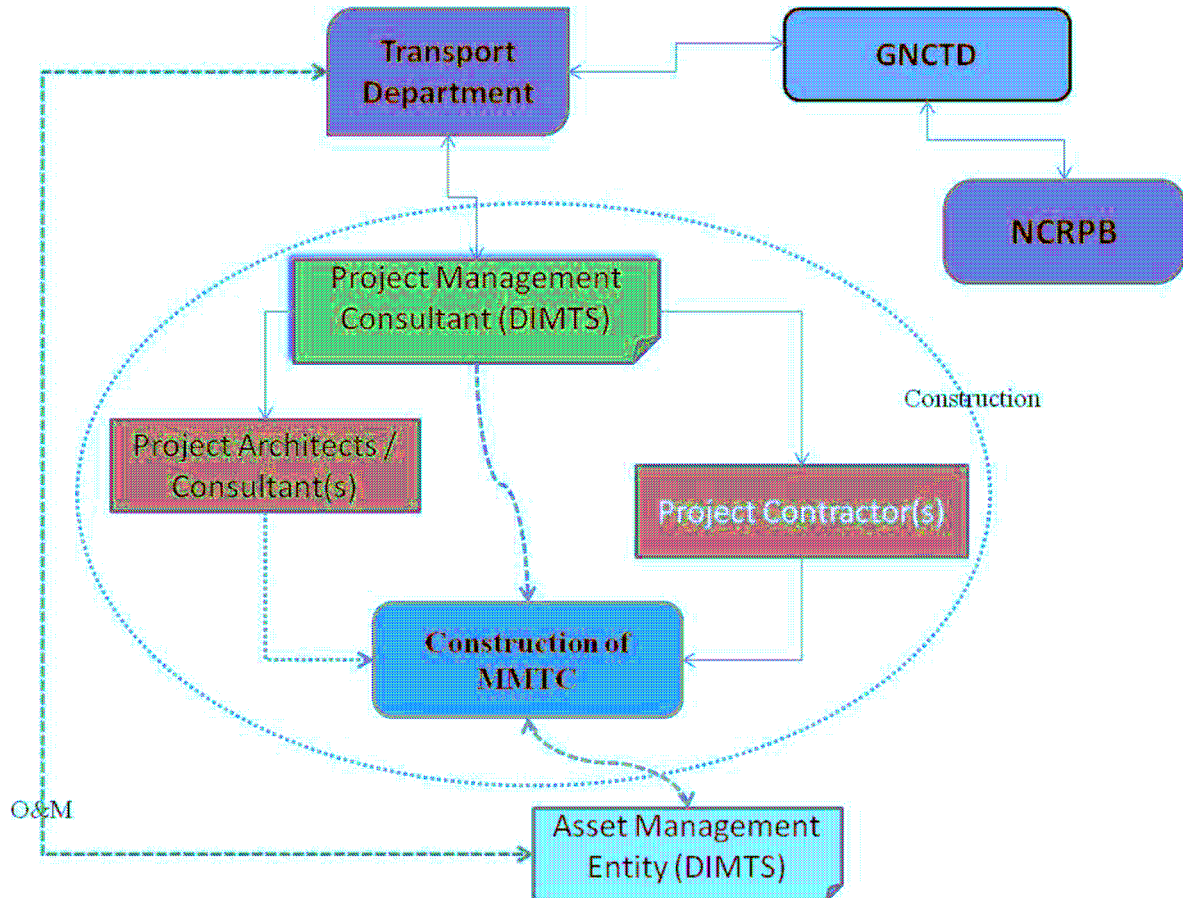 Transport
Department
GNCTD
NCRPB
Project Management
Consultant (DIMTS)
Construction
Project Architects /
Consultant(s)
Project Contractor(s)
Construction of
MMTC
O&M
Asset Management
Entity (DIMTS)